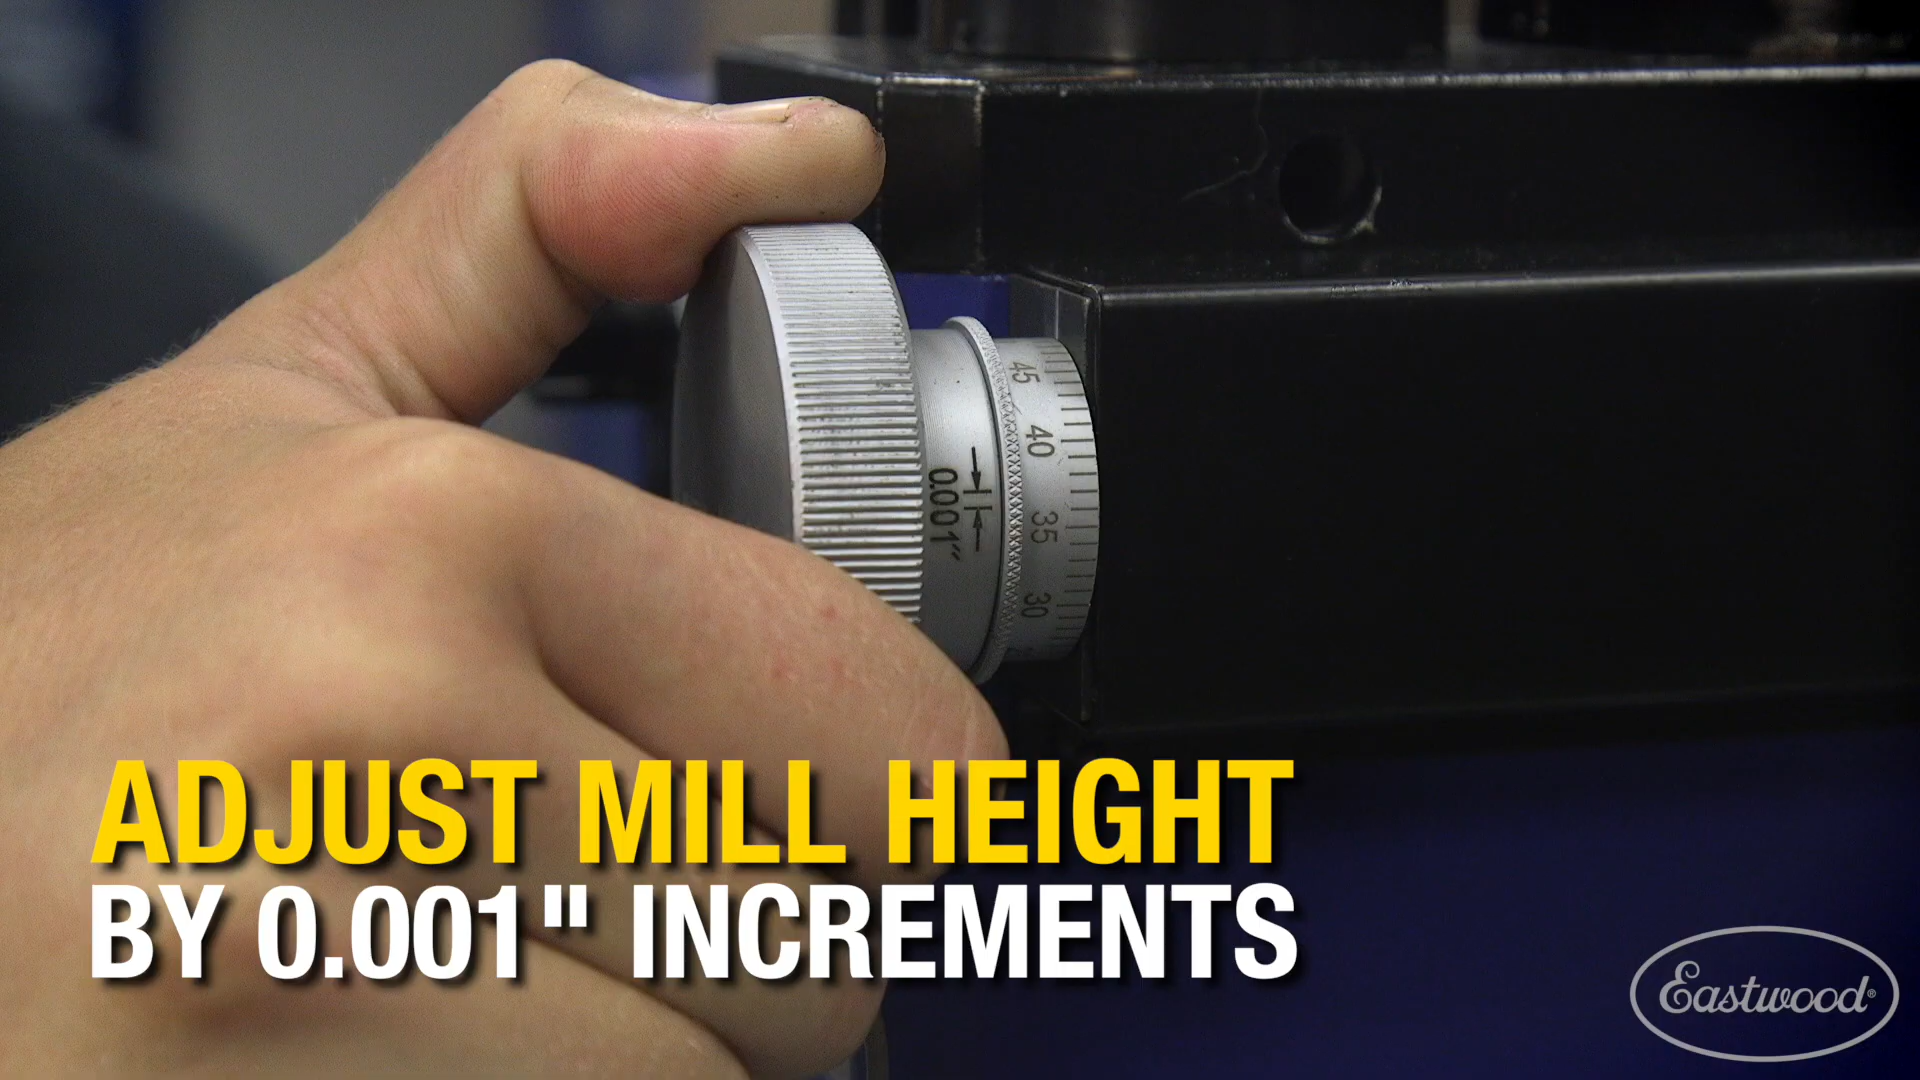 45
40
35
30
0.001"
ADJUST MILL HEIGHT
BY 0.001" INCREMENTS
Eastwood®